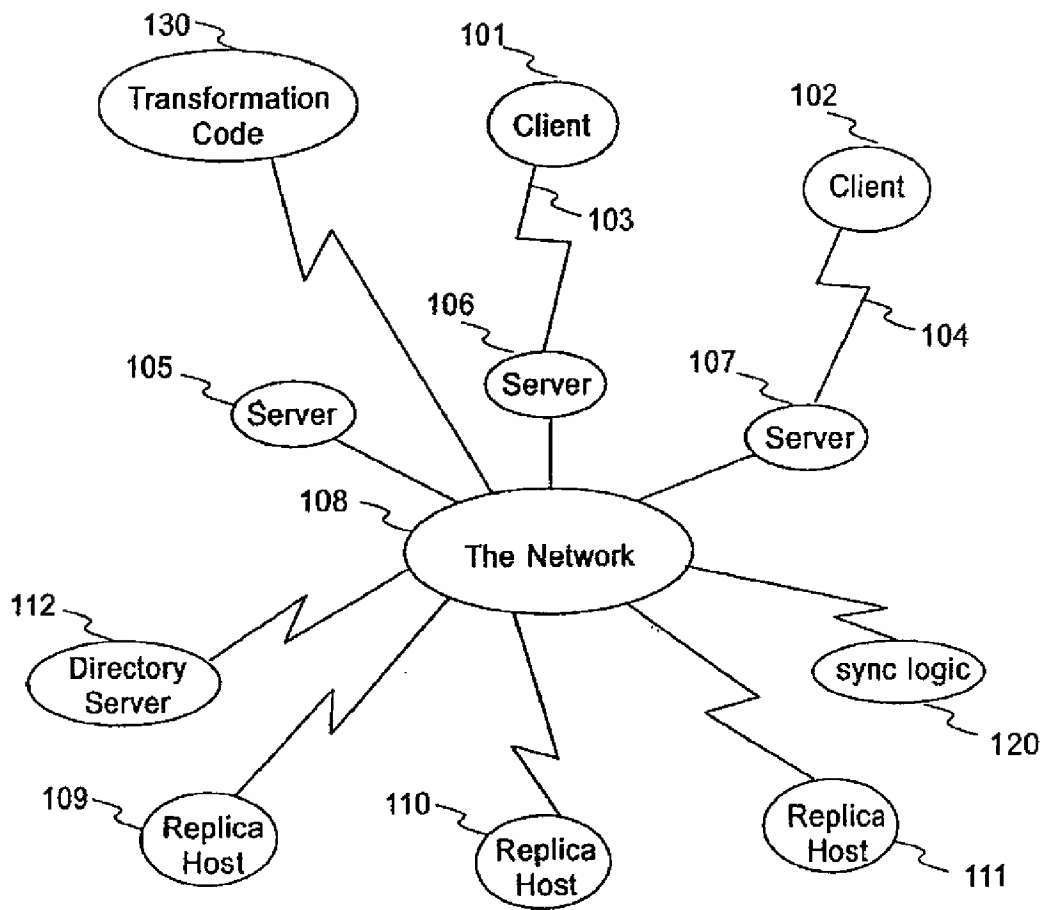 130
Transformation
Code
101
Client
102
Client
103
104
106
Server
105
Server
107
Server
108
The Network
112
Directory
Server
sync logic
120
109
Replica
Host
110
Replica
Host
Replica
Host
111